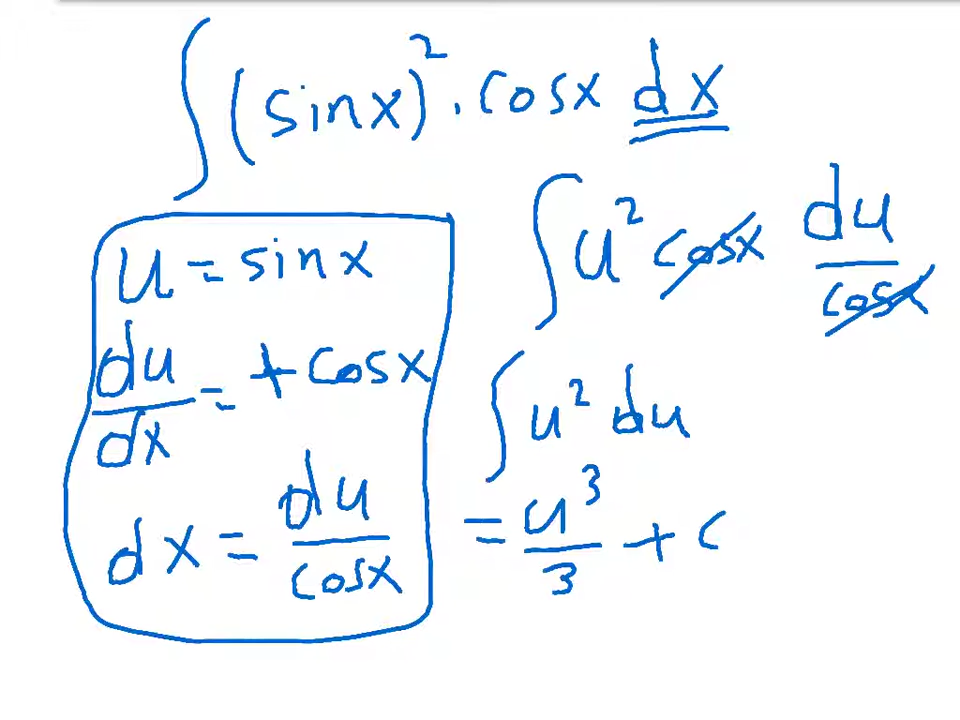 ∫ (sinx)² . cosx dx
u = sinx
du/dx = + cosx
dx = du/cosx
∫ u² cosx du/cosx
∫ u² du
= u³/3 + c